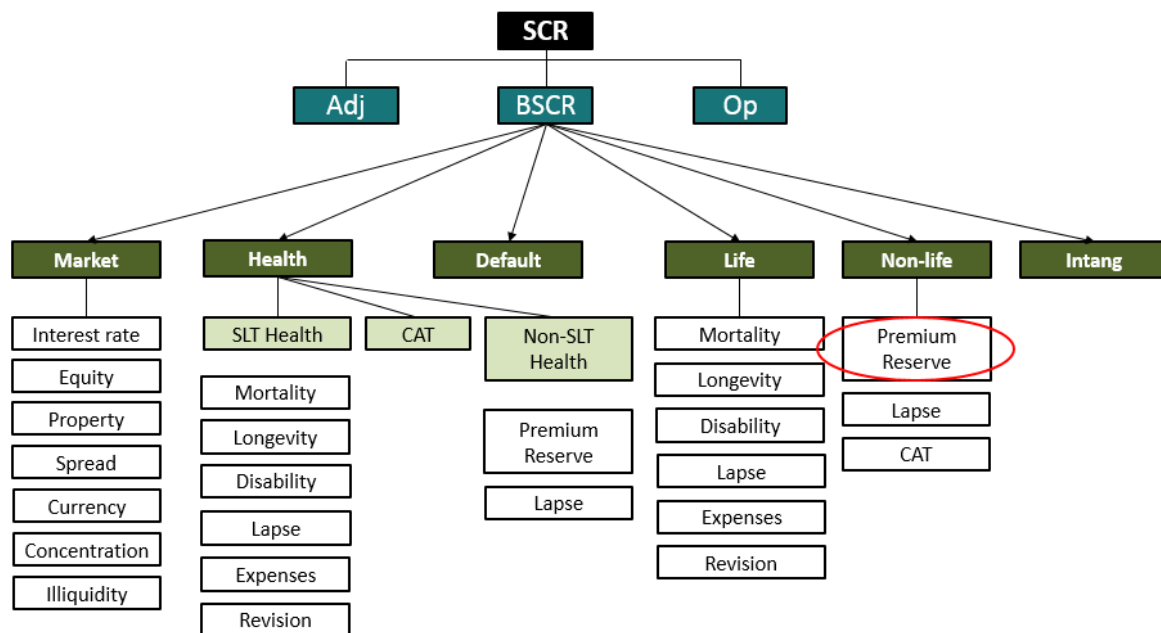 SCR
Adj
BSCR
Op
Market
Health
Default
Life
Non-life
Intang
Interest rate
Equity
Property
Spread
Currency
Concentration
Illiquidity
SLT Health
Mortality
Longevity
Disability
Lapse
Expenses
Revision
CAT
Non-SLT
Health
Premium
Reserve
Lapse
Mortality
Longevity
Disability
Lapse
Expenses
Revision
Premium
Reserve
Lapse
CAT